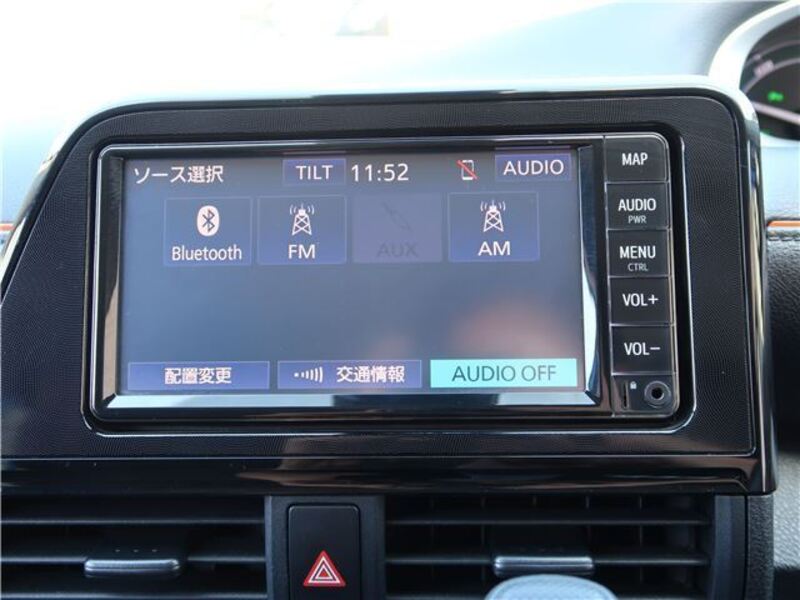 ソース選択 TILT 11:52 AUDIO
Bluetooth FM AUX AM
配置変更 交通情報 AUDIO OFF
MAP
AUDIO
PWR
MENU
CTRL
VOL+
VOL-